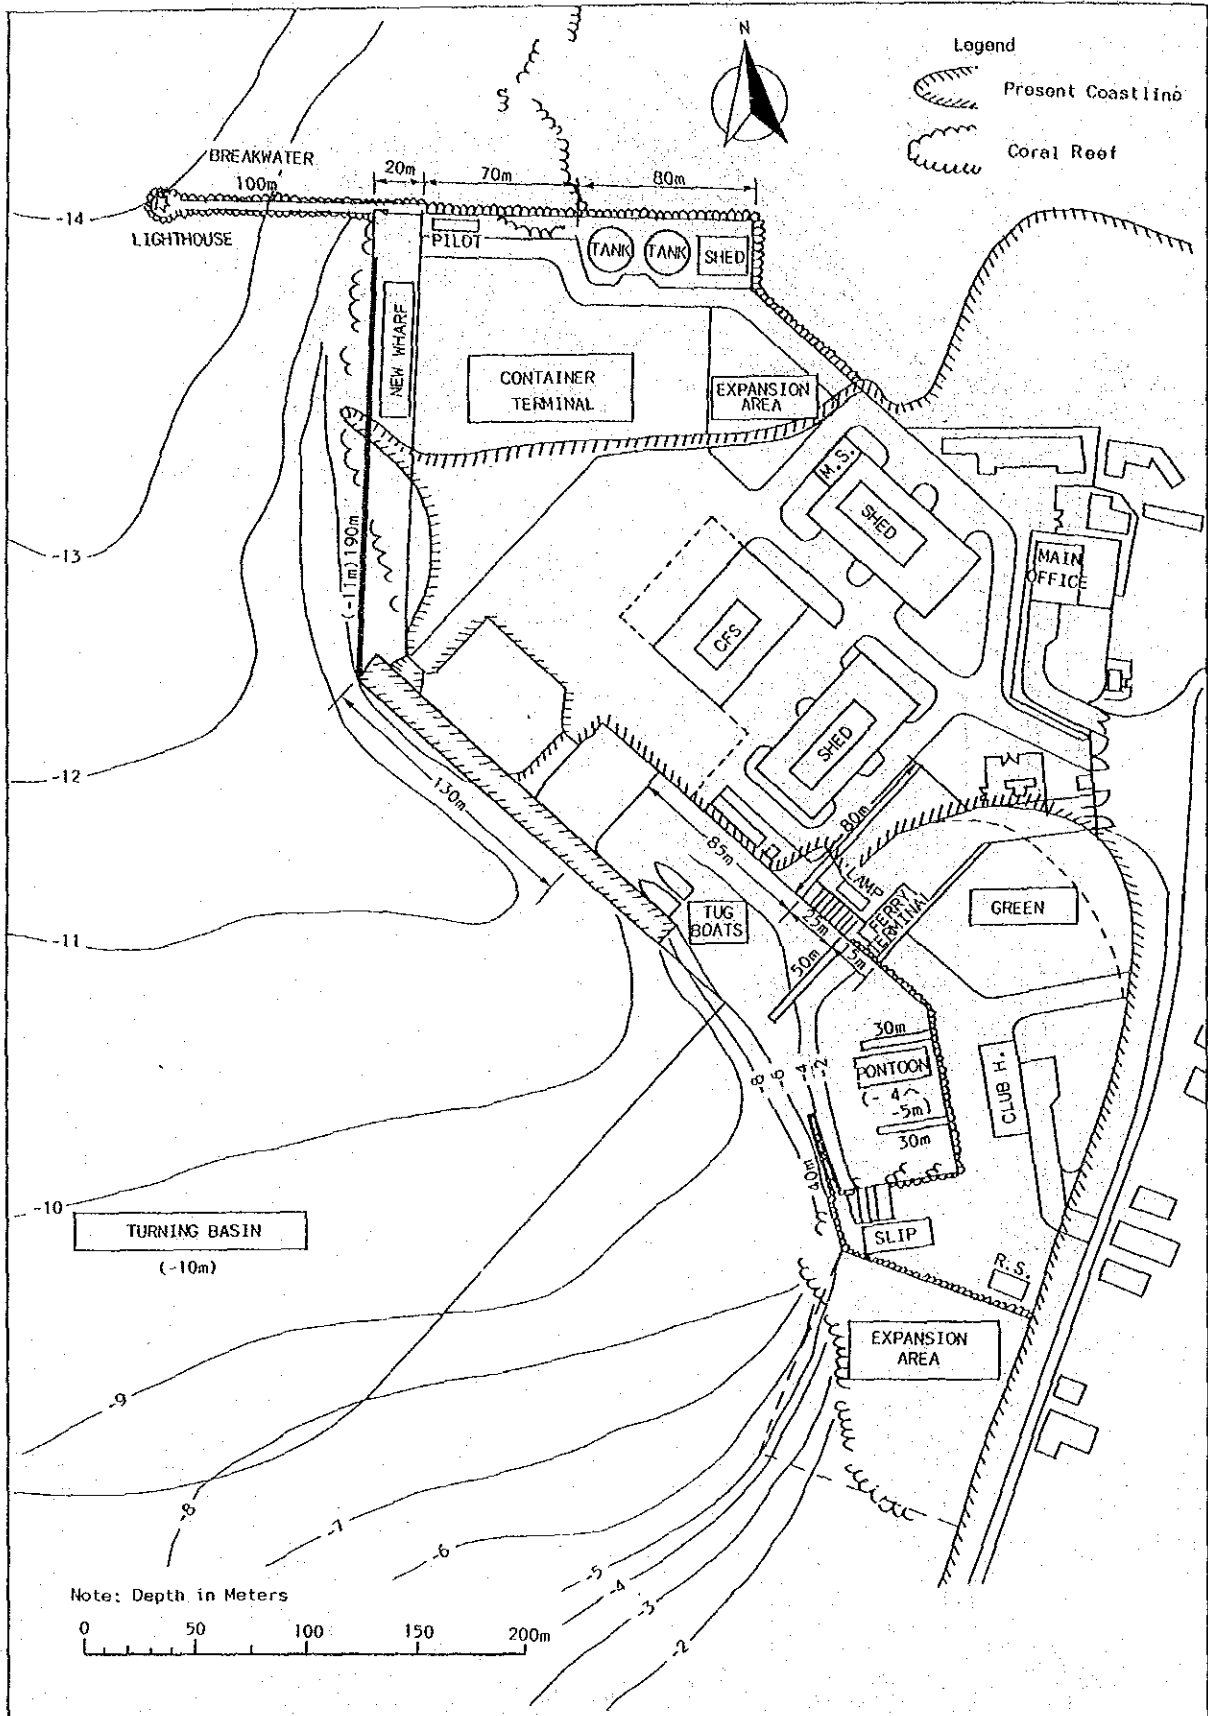 N
Legend
Present Coastline
Coral Reef
BREAKWATER
100m
20m
70m
80m
-14
LIGHTHOUSE
PILOT
TANK
TANK
SHED
NEW WHARF
CONTAINER
TERMINAL
EXPANSION
AREA
M.S.
SHED
-13
(-11m)190m
MAIN
OFFICE
CFS
SHED
-12
130m
80m
85m
LAMP
FERRY
TERMINAL
GREEN
TUG
BOATS
25m
-11
50m
5m
30m
PONTOON
(- 4~
-5m)
30m
-8
-6
-4
-2
CLUB H.
40m
-10
TURNING BASIN
(-10m)
SLIP
R.S.
EXPANSION
AREA
-9
-8
-7
-6
-5
-4
-3
-2
Note: Depth in Meters
0 50 100 150 200m